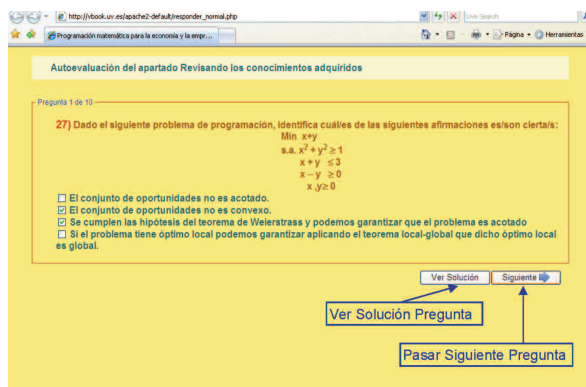 http://vbook.uv.es/apache2-default/responder_normal.php
Live Search
Programación matemática para la economía y la empr...
Página
Herramientas
Autoevaluación del apartado Revisando los conocimientos adquiridos
Pregunta 1 de 10
27) Dado el siguiente problema de programación, identifica cuál/es de las siguientes afirmaciones es/son cierta/s:
Min x+y
s.a. x² + y² ≥ 1
x + y ≤ 3
x – y ≥ 0
x ,y≥ 0
El conjunto de oportunidades no es acotado.
El conjunto de oportunidades no es convexo.
Se cumplen las hipótesis del teorema de Weierstrass y podemos garantizar que el problema es acotado
Si el problema tiene óptimo local podemos garantizar aplicando el teorema local-global que dicho óptimo local
es global.
Ver Solución
Siguiente
Ver Solución Pregunta
Pasar Siguiente Pregunta